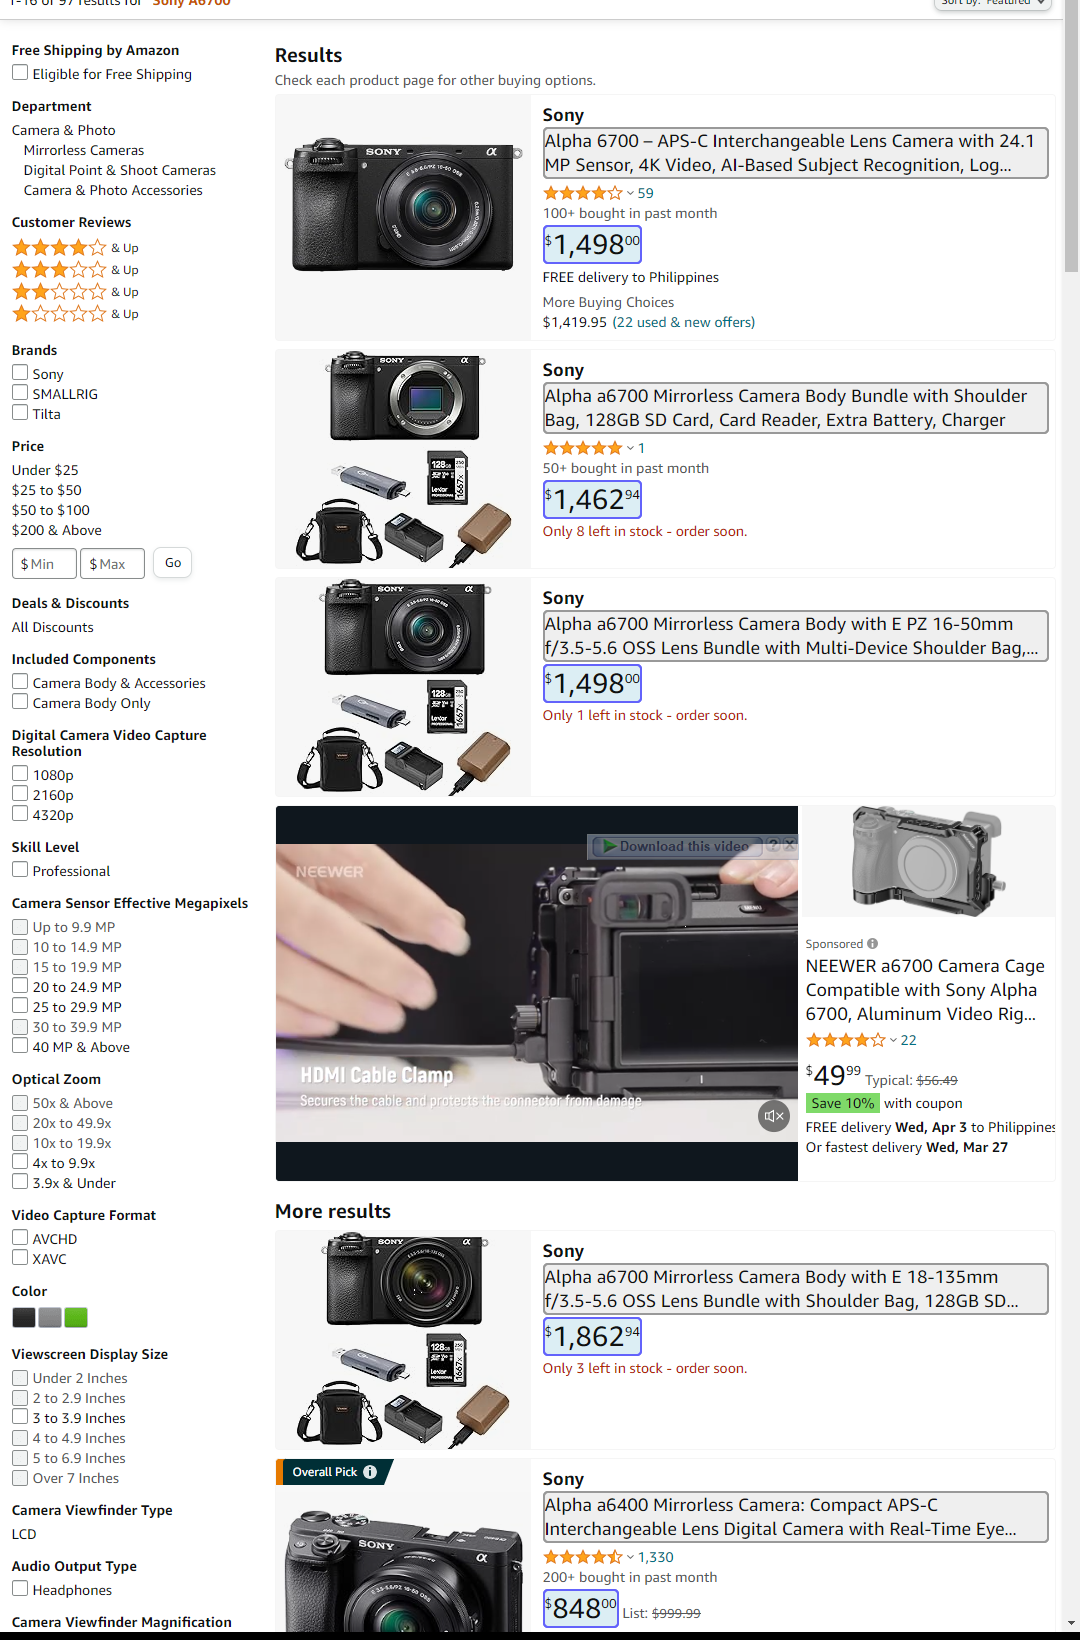 1-16 of 97 results for Sony A6700
Sort by: Featured
Free Shipping by Amazon
Eligible for Free Shipping
Department
Camera & Photo
Mirrorless Cameras
Digital Point & Shoot Cameras
Camera & Photo Accessories
Customer Reviews
& Up
& Up
& Up
& Up
Brands
Sony
SMALLRIG
Tilta
Price
Under $25
$25 to $50
$50 to $100
$200 & Above
$ Min $ Max Go
Deals & Discounts
All Discounts
Included Components
Camera Body & Accessories
Camera Body Only
Digital Camera Video Capture
Resolution
1080p
2160p
4320p
Skill Level
Professional
Camera Sensor Effective Megapixels
Up to 9.9 MP
10 to 14.9 MP
15 to 19.9 MP
20 to 24.9 MP
25 to 29.9 MP
30 to 39.9 MP
40 MP & Above
Optical Zoom
50x & Above
20x to 49.9x
10x to 19.9x
4x to 9.9x
3.9x & Under
Video Capture Format
AVCHD
XAVC
Color
Viewscreen Display Size
Under 2 Inches
2 to 2.9 Inches
3 to 3.9 Inches
4 to 4.9 Inches
5 to 6.9 Inches
Over 7 Inches
Camera Viewfinder Type
LCD
Audio Output Type
Headphones
Camera Viewfinder Magnification
Results
Check each product page for other buying options.
SONY α
Sony
Alpha 6700 – APS-C Interchangeable Lens Camera with 24.1
MP Sensor, 4K Video, AI-Based Subject Recognition, Log...
59
100+ bought in past month
$1,498 00
FREE delivery to Philippines
More Buying Choices
$1,419.95 (22 used & new offers)
SONY α
128GB
Lexar
PROFESSIONAL
1667x
Sony
Alpha a6700 Mirrorless Camera Body Bundle with Shoulder
Bag, 128GB SD Card, Card Reader, Extra Battery, Charger
1
50+ bought in past month
$1,462 94
Only 8 left in stock - order soon.
SONY α
128GB
Lexar
PROFESSIONAL
1667x
Sony
Alpha a6700 Mirrorless Camera Body with E PZ 16-50mm
f/3.5-5.6 OSS Lens Bundle with Multi-Device Shoulder Bag,...
$1,498 00
Only 1 left in stock - order soon.
Download this video ? X
NEEWER
MENU
HDMI Cable Clamp
Secures the cable and protects the connector from damage
Sponsored
NEEWER a6700 Camera Cage
Compatible with Sony Alpha
6700, Aluminum Video Rig...
22
$49 99 Typical: $56.49
Save 10% with coupon
FREE delivery Wed, Apr 3 to Philippines
Or fastest delivery Wed, Mar 27
More results
SONY α
128GB
Lexar
PROFESSIONAL
1667x
Sony
Alpha a6700 Mirrorless Camera Body with E 18-135mm
f/3.5-5.6 OSS Lens Bundle with Shoulder Bag, 128GB SD...
$1,862 94
Only 3 left in stock - order soon.
Overall Pick
SONY α
Sony
Alpha a6400 Mirrorless Camera: Compact APS-C
Interchangeable Lens Digital Camera with Real-Time Eye...
1,330
200+ bought in past month
$848 00 List: $999.99